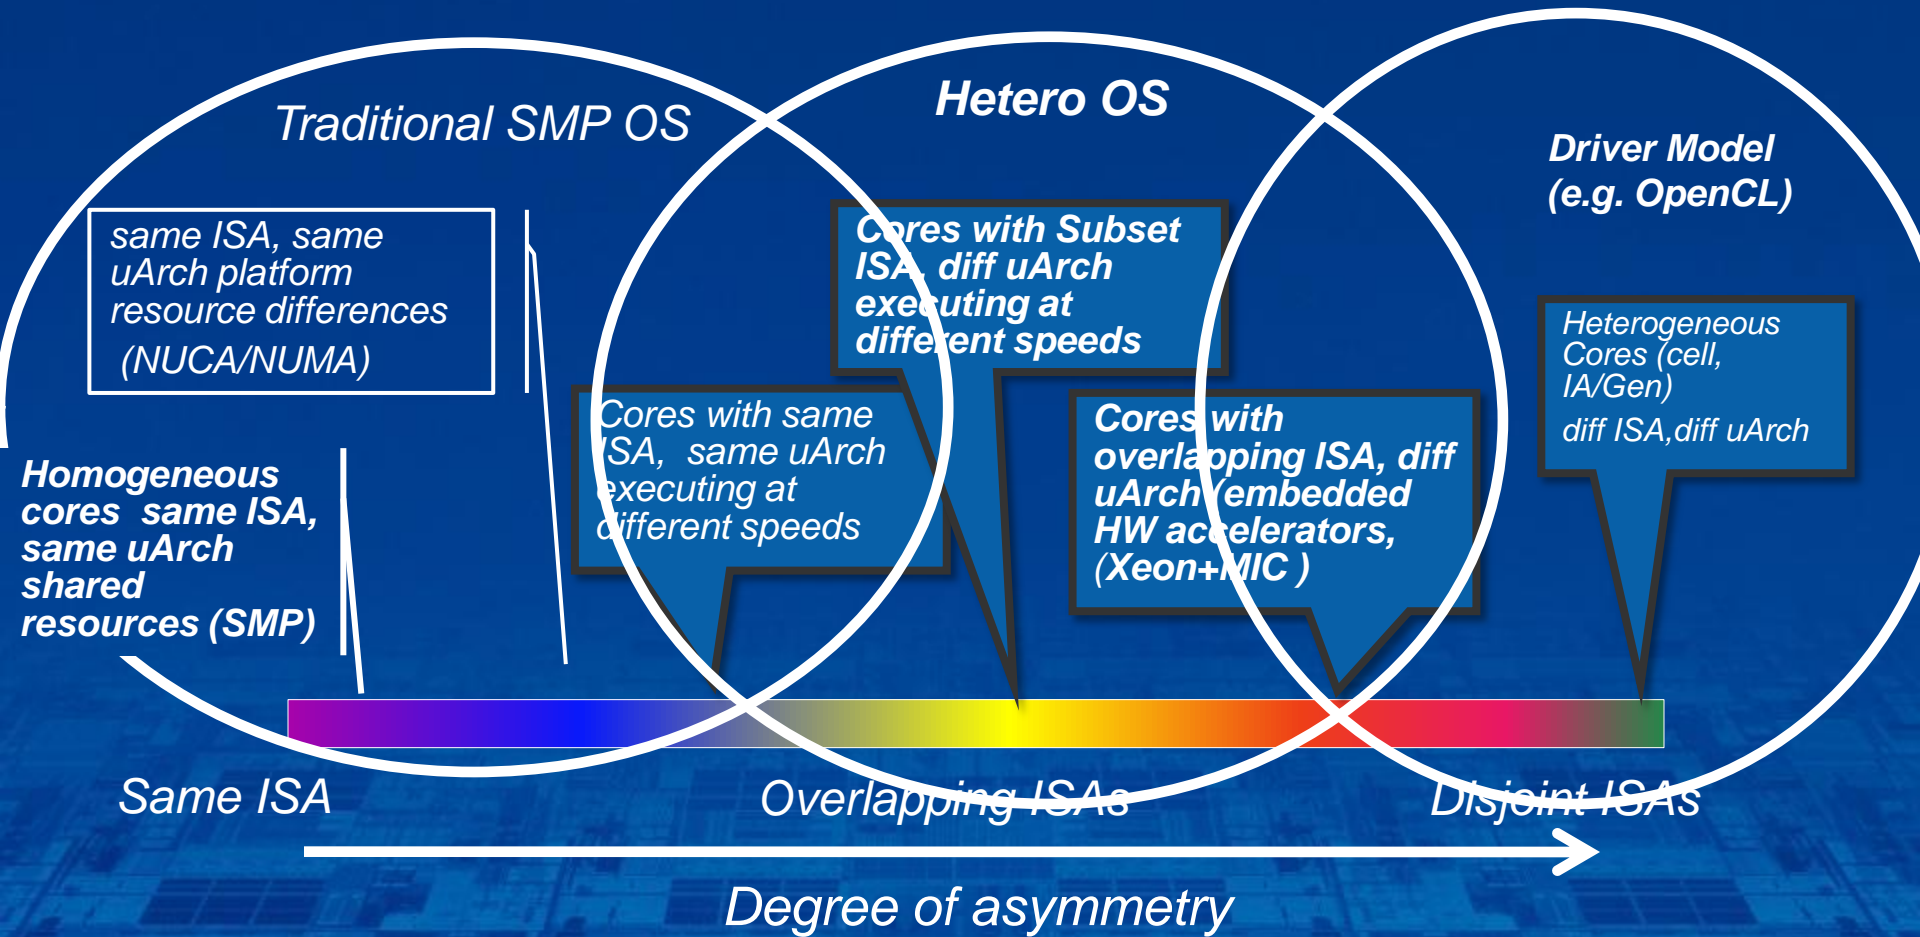 Traditional SMP OS
Hetero OS
Driver Model
(e.g. OpenCL)
same ISA, same
uArch platform
resource differences
(NUCA/NUMA)
Cores with Subset
ISA, diff uArch
executing at
different speeds
Heterogeneous
Cores (cell,
IA/Gen)
diff ISA,diff uArch
Cores with same
ISA, same uArch
executing at
different speeds
Cores with
overlapping ISA, diff
uArch (embedded
HW accelerators,
(Xeon+MIC )
Homogeneous
cores same ISA,
same uArch
shared
resources (SMP)
Same ISA
Overlapping ISAs
Disjoint ISAs
Degree of asymmetry